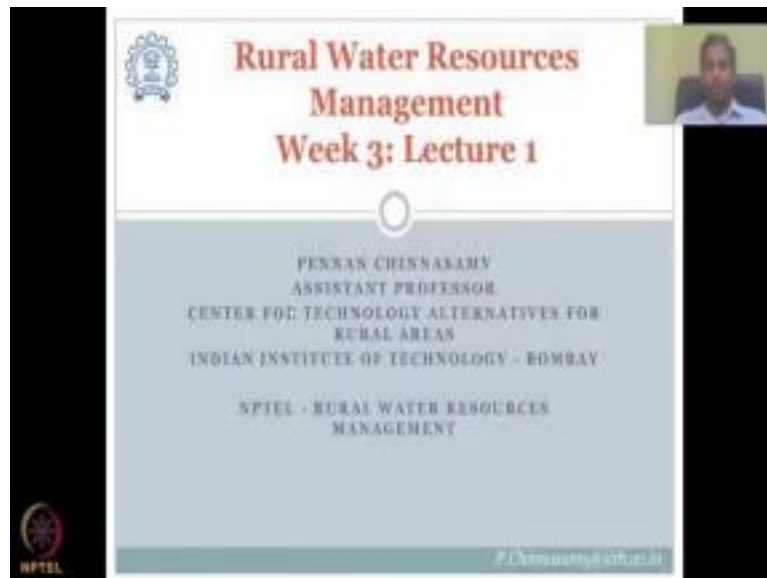 Rural Water Resources
Management
Week 3: Lecture 1
PENNAN CHINNASAMY
ASSISTANT PROFESSOR
CENTER FOR TECHNOLOGY ALTERNATIVES FOR
RURAL AREAS
INDIAN INSTITUTE OF TECHNOLOGY - BOMBAY
NPTEL - RURAL WATER RESOURCES
MANAGEMENT
NPTEL